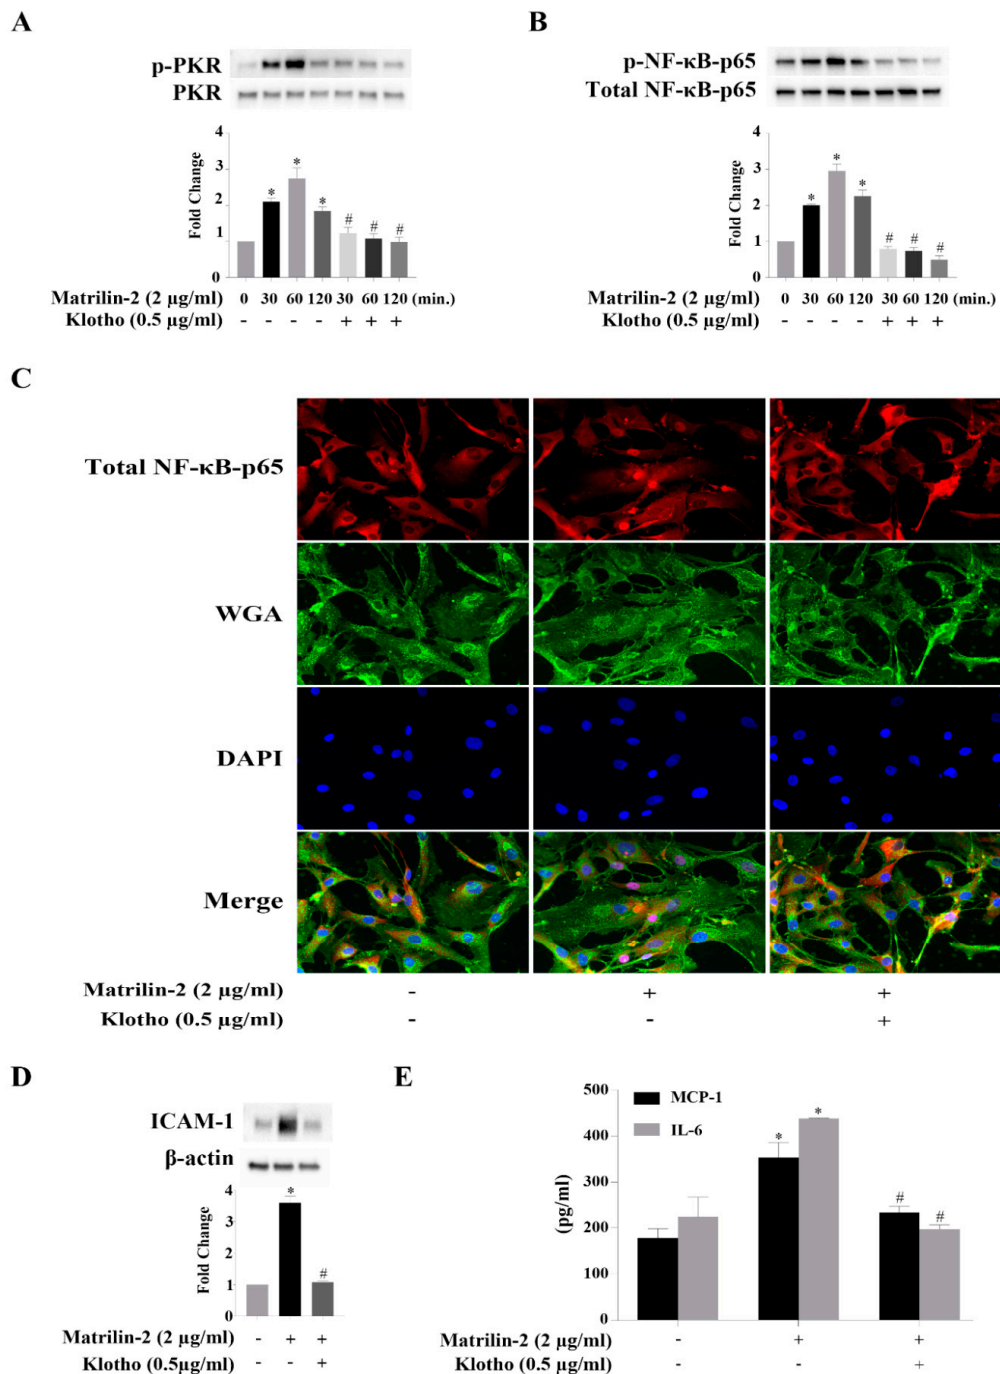 A
p-PKR
PKR
4
3
2
1
0
Fold Change
*
*
*
#
#
#
Matrilin-2 (2 µg/ml) 0 30 60 120 30 60 120 (min.)
Klotho (0.5 µg/ml) - - - - + + +
B
p-NF-κB-p65
Total NF-κB-p65
4
3
2
1
0
Fold Change
*
*
*
#
#
#
Matrilin-2 (2 µg/ml) 0 30 60 120 30 60 120 (min.)
Klotho (0.5 µg/ml) - - - - + + +
C
Total NF-κB-p65
WGA
DAPI
Merge
Matrilin-2 (2 µg/ml) - + +
Klotho (0.5 µg/ml) - - +
D
ICAM-1
β-actin
4
3
2
1
0
Fold Change
*
#
Matrilin-2 (2 µg/ml) - + +
Klotho (0.5µg/ml) - - +
E
500
400
300
200
100
0
(pg/ml)
MCP-1
IL-6
*
*
#
#
Matrilin-2 (2 µg/ml) - + +
Klotho (0.5 µg/ml) - - +